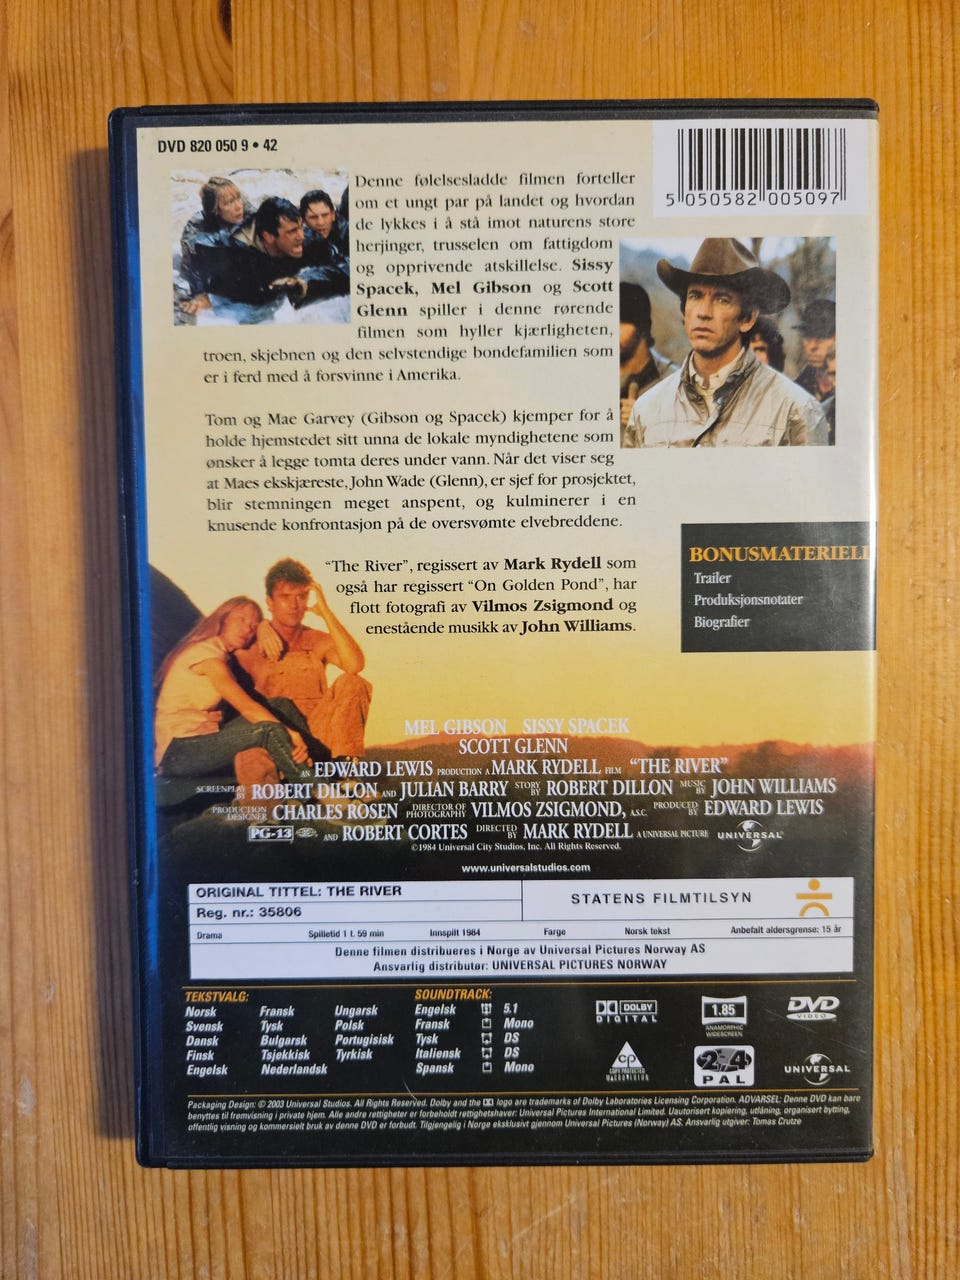 DVD 820 050 9 • 42
5 050582 005097
Denne følelsesladde filmen forteller
om et ungt par på landet og hvordan
de lykkes i å stå imot naturens store
herjinger, trusselen om fattigdom
og opprivende atskillelse. Sissy
Spacek, Mel Gibson og Scott
Glenn spiller i denne rørende
filmen som hyller kjærligheten,
troen, skjebnen og den selvstendige bondefamilien som
er i ferd med å forsvinne i Amerika.
Tom og Mae Garvey (Gibson og Spacek) kjemper for å
holde hjemstedet sitt unna de lokale myndighetene som
ønsker å legge tomta deres under vann. Når det viser seg
at Maes ekskjæreste, John Wade (Glenn), er sjef for prosjektet,
blir stemningen meget anspent, og kulminerer i en
knusende konfrontasjon på de oversvømte elvebreddene.
"The River", regissert av Mark Rydell som
også har regissert "On Golden Pond", har
flott fotografi av Vilmos Zsigmond og
enestående musikk av John Williams.
BONUSMATERIELL
Trailer
Produksjonsnotater
Biografier
MEL GIBSON SISSY SPACEK
SCOTT GLENN
AN EDWARD LEWIS PRODUCTION A MARK RYDELL FILM "THE RIVER"
SCREENPLAY BY ROBERT DILLON AND JULIAN BARRY STORY BY ROBERT DILLON MUSIC BY JOHN WILLIAMS
PRODUCTION DESIGNER CHARLES ROSEN DIRECTOR OF PHOTOGRAPHY VILMOS ZSIGMOND, A.S.C. PRODUCED BY EDWARD LEWIS
PG-13 AND ROBERT CORTES DIRECTED BY MARK RYDELL A UNIVERSAL PICTURE UNIVERSAL
©1984 Universal City Studios, Inc. All Rights Reserved.
www.universalstudios.com
ORIGINAL TITTEL: THE RIVER
Reg. nr.: 35806
STATENS FILMTILSYN
Drama Spilletid 1 t. 59 min Innspilt 1984 Farge Norsk tekst Anbefalt aldersgrense: 15 år
Denne filmen distribueres i Norge av Universal Pictures Norway AS
Ansvarlig distributør: UNIVERSAL PICTURES NORWAY
TEKSTVALG:
Norsk Fransk Ungarsk
Svensk Tysk Polsk
Dansk Bulgarsk Portugisisk
Finsk Tsjekkisk Tyrkisk
Engelsk Nederlandsk
SOUNDTRACK:
Engelsk 5.1
Fransk Mono
Tysk DS
Italiensk DS
Spansk Mono
DOLBY
DIGITAL
1.85
ANAMORPHIC
WIDESCREEN
DVD
VIDEO
CP
COPY PROTECTED
MACROVISION
2 4
PAL
UNIVERSAL
Packaging Design: © 2003 Universal Studios. All Rights Reserved. Dolby and the logo are trademarks of Dolby Laboratories Licensing Corporation. ADVARSEL: Denne DVD kan bare
benyttes til fremvisning i private hjem. Alle andre rettigheter er forbeholdt rettighetshaver: Universal Pictures International Limited. Uautorisert kopiering, utlåning, organisert bytting,
offentlig visning og kommersielt bruk av denne DVD er forbudt. Tilgjengelig i Norge eksklusivt gjennom Universal Pictures (Norway) AS. Ansvarlig utgiver: Tomas Crutze